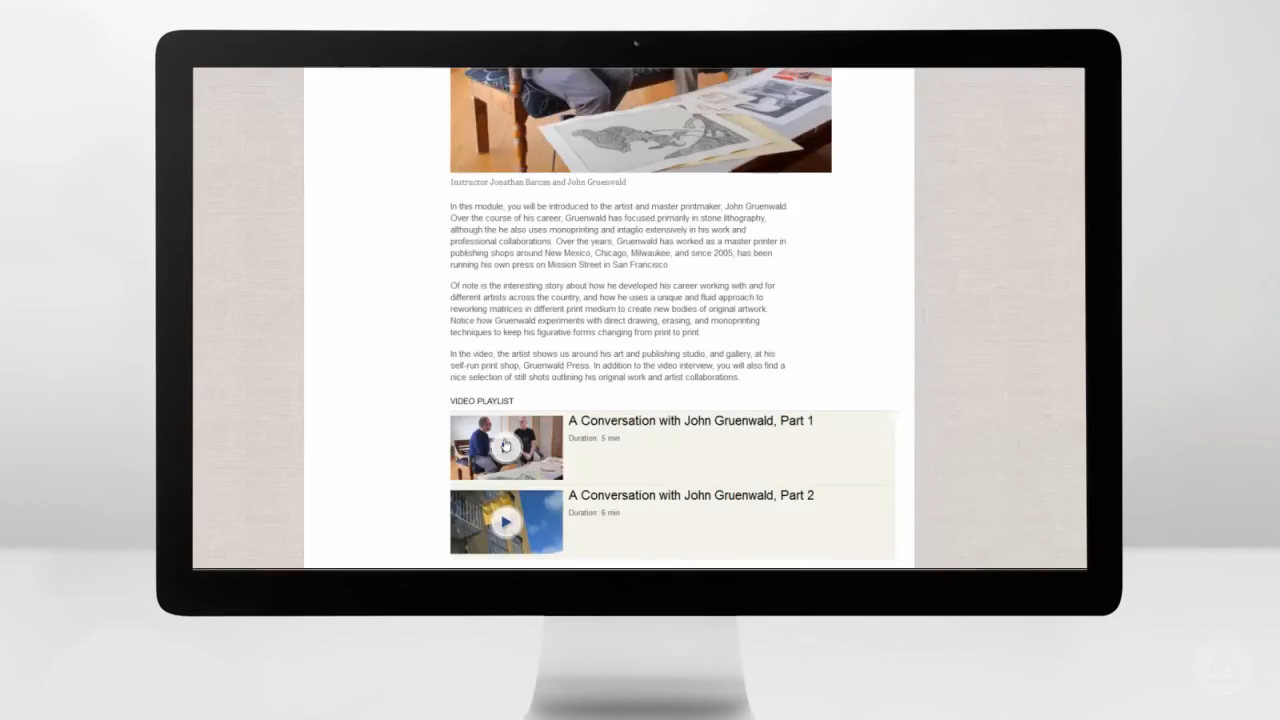 Instructor Jonathan Barcan and John Gruenwald
In this module, you will be introduced to the artist and master printmaker, John Gruenwald.
Over the course of his career, Gruenwald has focused primarily in stone lithography,
although the he also uses monoprinting and intaglio extensively in his work and
professional collaborations. Over the years, Gruenwald has worked as a master printer in
publishing shops around New Mexico, Chicago, Milwaukee, and since 2005, has been
running his own press on Mission Street in San Francisco
Of note is the interesting story about how he developed his career working with and for
different artists across the country, and how he uses a unique and fluid approach to
reworking matrices in different print medium to create new bodies of original artwork.
Notice how Gruenwald experiments with direct drawing, erasing, and monoprinting
techniques to keep his figurative forms changing from print to print.
In the video, the artist shows us around his art and publishing studio, and gallery, at his
self-run print shop, Gruenwald Press. In addition to the video interview, you will also find a
nice selection of still shots outlining his original work and artist collaborations.
VIDEO PLAYLIST
A Conversation with John Gruenwald, Part 1
Duration: 5 min
A Conversation with John Gruenwald, Part 2
Duration: 6 min